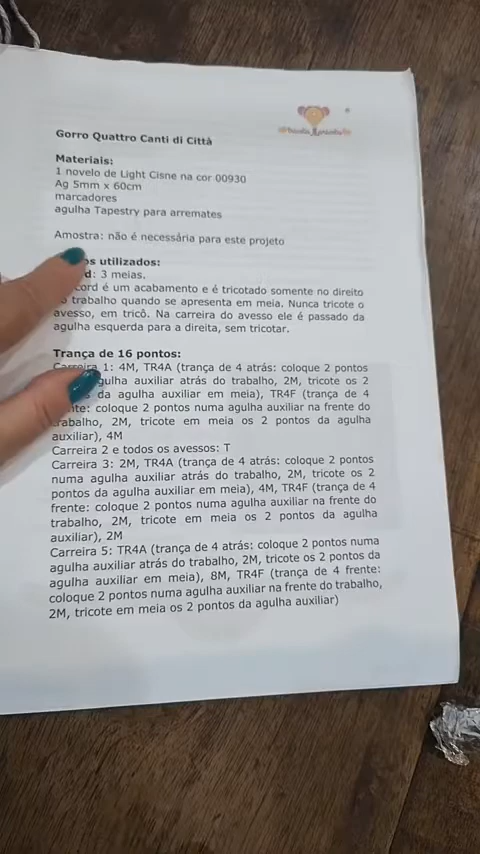 Gorro Quattro Canti di Città
Materiais:
1 novelo de Light Cisne na cor 00930
Ag 5mm x 60cm
marcadores
agulha Tapestry para arremates
Amostra: não é necessária para este projeto
os utilizados:
d: 3 meias.
cord é um acabamento e é tricotado somente no direito
o trabalho quando se apresenta em meia. Nunca tricote o
avesso, em tricô. Na carreira do avesso ele é passado da
agulha esquerda para a direita, sem tricotar.
Trança de 16 pontos:
Carreira 1: 4M, TR4A (trança de 4 atrás: coloque 2 pontos
agulha auxiliar atrás do trabalho, 2M, tricote os 2
da agulha auxiliar em meia), TRF4 (trança de 4
nte: coloque 2 pontos numa agulha auxiliar na frente do
trabalho, 2M, tricote em meia os 2 pontos da agulha
auxiliar), 4M
Carreira 2 e todos os avessos: T
Carreira 3: 2M, TR4A (trança de 4 atrás: coloque 2 pontos
numa agulha auxiliar atrás do trabalho, 2M, tricote os 2
pontos da agulha auxiliar em meia), 4M, TR4F (trança de 4
frente: coloque 2 pontos numa agulha auxiliar na frente do
trabalho, 2M, tricote em meia os 2 pontos da agulha
auxiliar), 2M
Carreira 5: TR4A (trança de 4 atrás: coloque 2 pontos numa
agulha auxiliar atrás do trabalho, 2M, tricote os 2 pontos da
agulha auxiliar em meia), 8M, TR4F (trança de 4 frente:
coloque 2 pontos numa agulha auxiliar na frente do trabalho,
2M, tricote em meia os 2 pontos da agulha auxiliar)